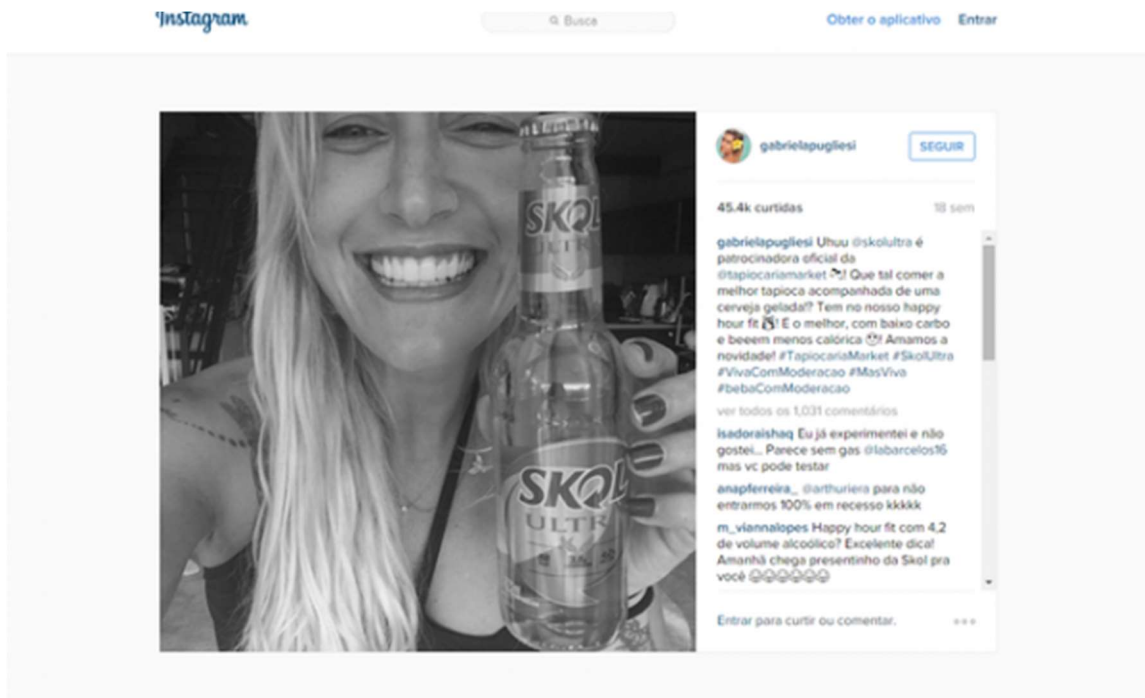 Instagram
Busca
Obter o aplicativo Entrar
SKOL
ULTRA
SKOL
ULTRA
gabrielapugliesi SEGUIR
45.4k curtidas 18 sem
gabrielapugliesi Uhuu @skolultra é
patrocinadora oficial da
@tapiocariamarket ! Que tal comer a
melhor tapioca acompanhada de uma
cerveja gelada!? Tem no nosso happy
hour fit ! E o melhor, com baixo carbo
e beeem menos calórica ! Amamos a
novidade! #TapiocariaMarket #SkolUltra
#VivaComModeracao #MasViva
#bebaComModeracao
ver todos os 1,031 comentários
isadoraishaq Eu já experimentei e não
gostei... Parece sem gas @labarcelos16
mas vc pode testar
anapferreira_ @arthuriera para não
entrarmos 100% em recesso kkkkk
m_viannalopes Happy hour fit com 4,2
de volume alcoólico? Excelente dica!
Amanhã chega presentinho da Skol pra
você
Entrar para curtir ou comentar.